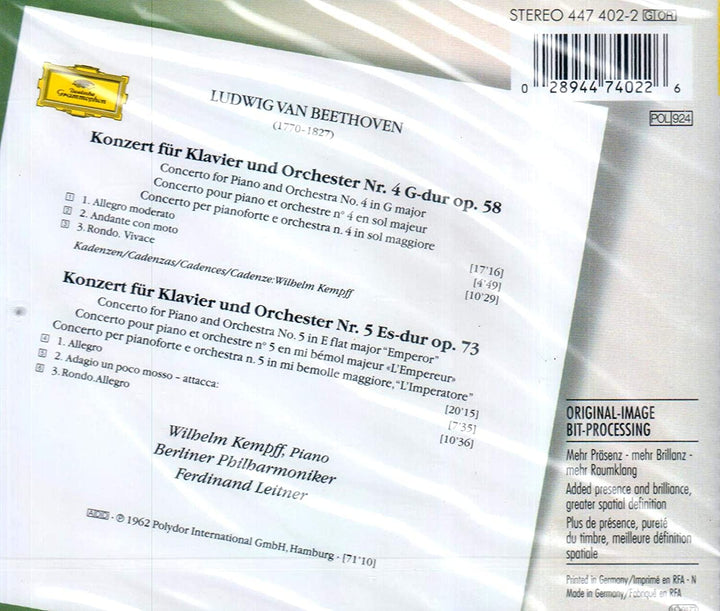 STEREO 447 402-2 GH OH
0 28944 74022 6
POL 924
Deutsche
Grammophon
LUDWIG VAN BEETHOVEN
(1770-1827)
Konzert für Klavier und Orchester Nr. 4 G-dur op. 58
Concerto for Piano and Orchestra No. 4 in G major
Concerto pour piano et orchestre n° 4 en sol majeur
Concerto per pianoforte e orchestra n. 4 in sol maggiore
1 1. Allegro moderato [17'16]
2 2. Andante con moto [4'49]
3 3. Rondo. Vivace [10'29]
Kadenzen/Cadenzas/Cadences/Cadenze: Wilhelm Kempff
Konzert für Klavier und Orchester Nr. 5 Es-dur op. 73
Concerto for Piano and Orchestra No. 5 in E flat major "Emperor"
Concerto pour piano et orchestre n° 5 en mi bémol majeur «L'Empereur»
Concerto per pianoforte e orchestra n. 5 in mi bemolle maggiore, "L'Imperatore"
4 1. Allegro [20'15]
5 2. Adagio un poco mosso – attacca: [7'35]
6 3. Rondo. Allegro [10'36]
Wilhelm Kempff, Piano
Berliner Philharmoniker
Ferdinand Leitner
ADD · ℗ 1962 Polydor International GmbH, Hamburg · [71'10]
ORIGINAL-IMAGE
BIT-PROCESSING
Mehr Präsenz - mehr Brillanz -
mehr Raumklang
Added presence and brilliance,
greater spatial definition
Plus de présence, pureté
du timbre, meilleure définition
spatiale
Printed in Germany/Imprimé en RFA - N
Made in Germany/Fabriqué en RFA